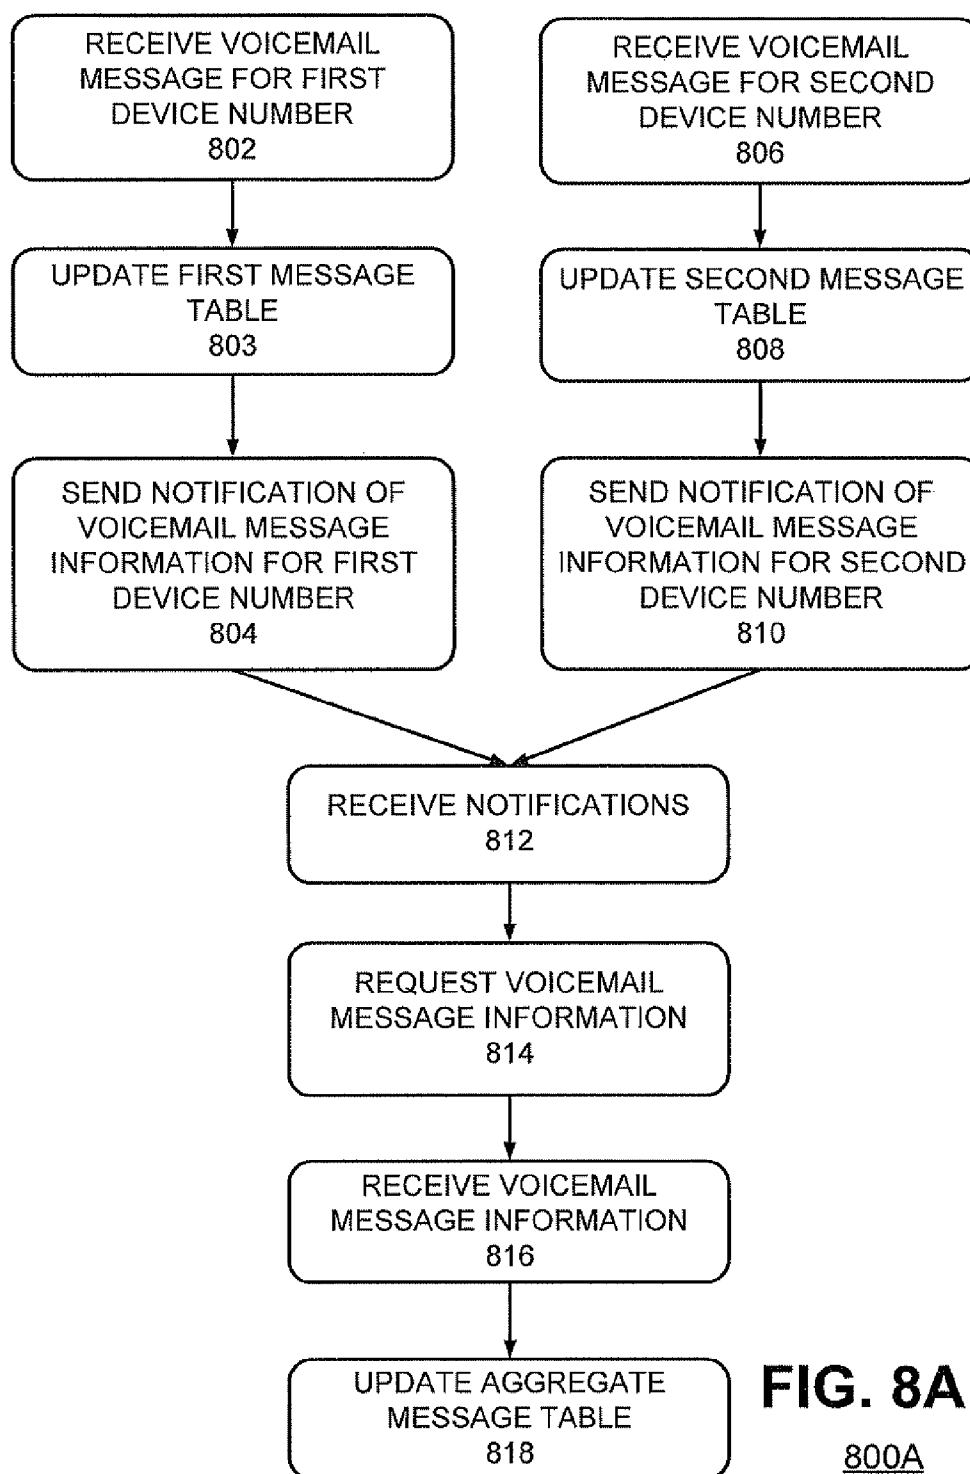 RECEIVE VOICEMAIL
MESSAGE FOR FIRST
DEVICE NUMBER
802
RECEIVE VOICEMAIL
MESSAGE FOR SECOND
DEVICE NUMBER
806
UPDATE FIRST MESSAGE
TABLE
803
UPDATE SECOND MESSAGE
TABLE
808
SEND NOTIFICATION OF
VOICEMAIL MESSAGE
INFORMATION FOR FIRST
DEVICE NUMBER
804
SEND NOTIFICATION OF
VOICEMAIL MESSAGE
INFORMATION FOR SECOND
DEVICE NUMBER
810
RECEIVE NOTIFICATIONS
812
REQUEST VOICEMAIL
MESSAGE INFORMATION
814
RECEIVE VOICEMAIL
MESSAGE INFORMATION
816
UPDATE AGGREGATE
MESSAGE TABLE
818
FIG. 8A
800A